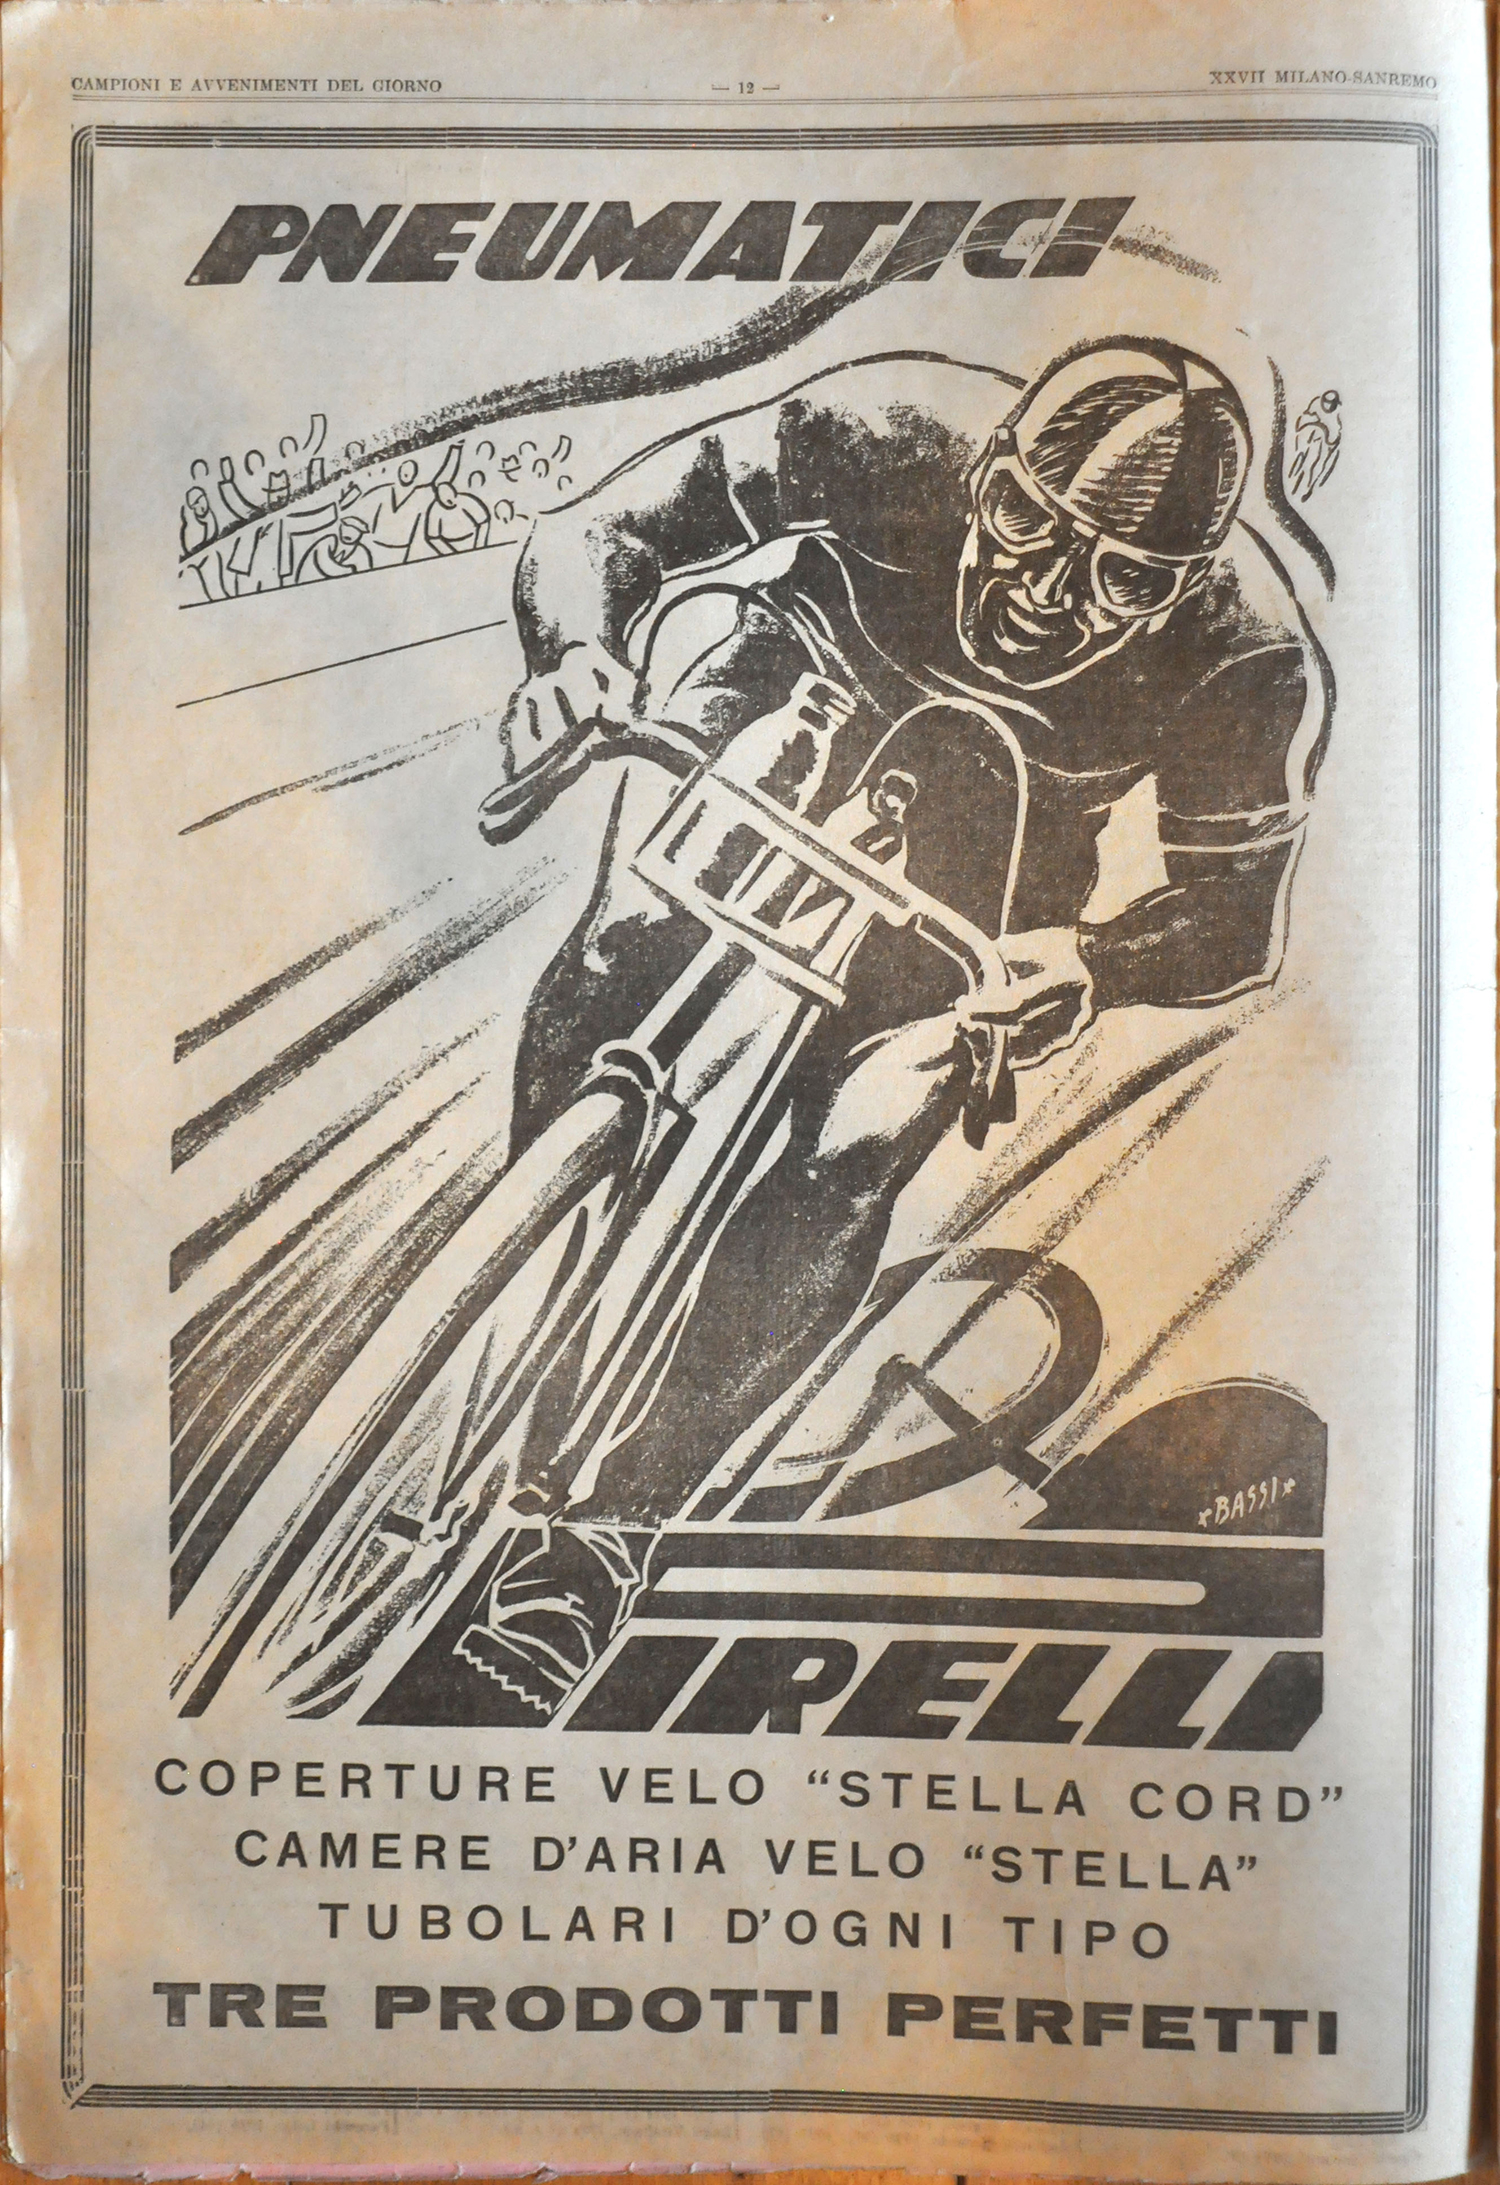 CAMPIONI E AVVENIMENTI DEL GIORNO — 12 — XXVII MILANO-SANREMO
PNEUMATICI
*BASSI*
PIRELLI
COPERTURE VELO “STELLA CORD”
CAMERE D’ARIA VELO “STELLA”
TUBOLARI D’OGNI TIPO
TRE PRODOTTI PERFETTI